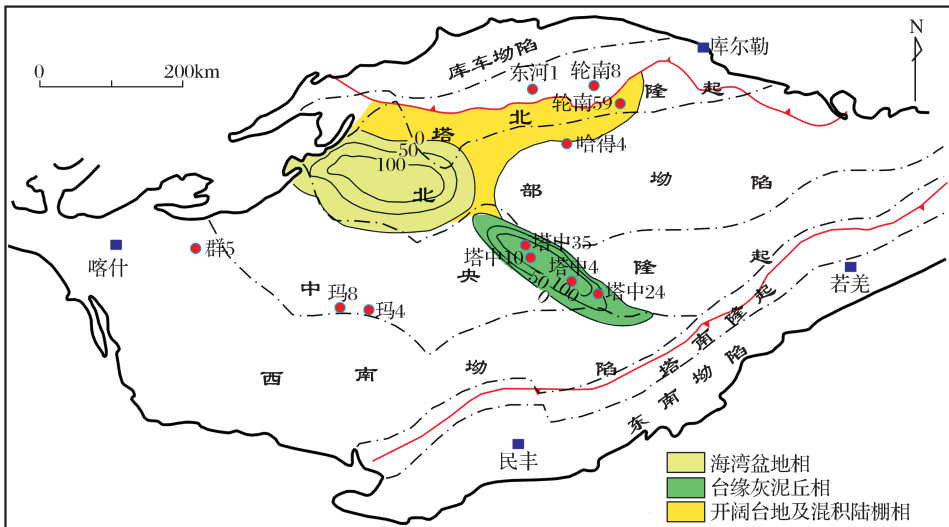 库尔勒
N
0 200km
库车坳陷
东河1 轮南8
轮南59
隆起
塔北
哈得4
0
50
100
北部坳陷
群5
喀什
塔中35
塔中10
塔中4
塔中24
50
100
0
中央隆起
若羌
玛8
玛4
西南坳陷
塔南隆起
东南坳陷
民丰
海湾盆地相
台缘灰泥丘相
开阔台地及混积陆棚相